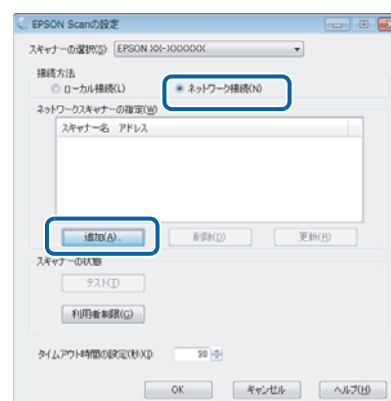 EPSON Scanの設定
スキャナーの選択(S): EPSON XX-XXXXXXX
接続方法
ローカル接続(L) ネットワーク接続(N)
ネットワークスキャナーの指定(W)
スキャナー名 アドレス
追加(A)... 削除(D) 更新(R)
スキャナーの状態
テスト(T)
利用者制限(C)
タイムアウト時間の設定(秒)(I): 30
OK キャンセル ヘルプ(H)